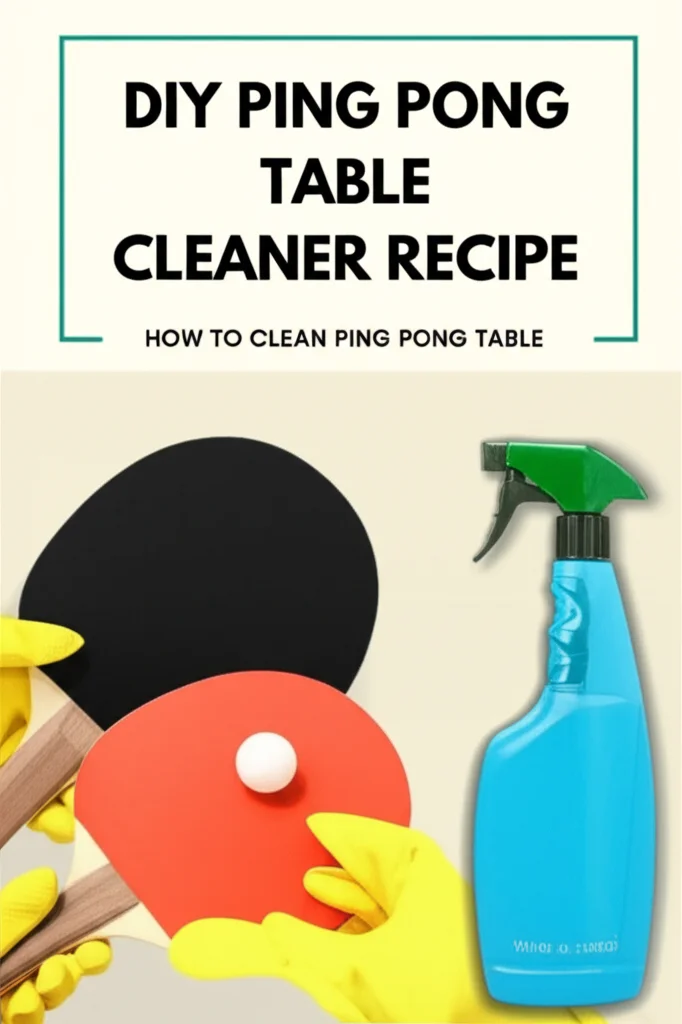 DIY PING PONG
TABLE
CLEANER RECIPE
HOW TO CLEAN PING PONG TABLE